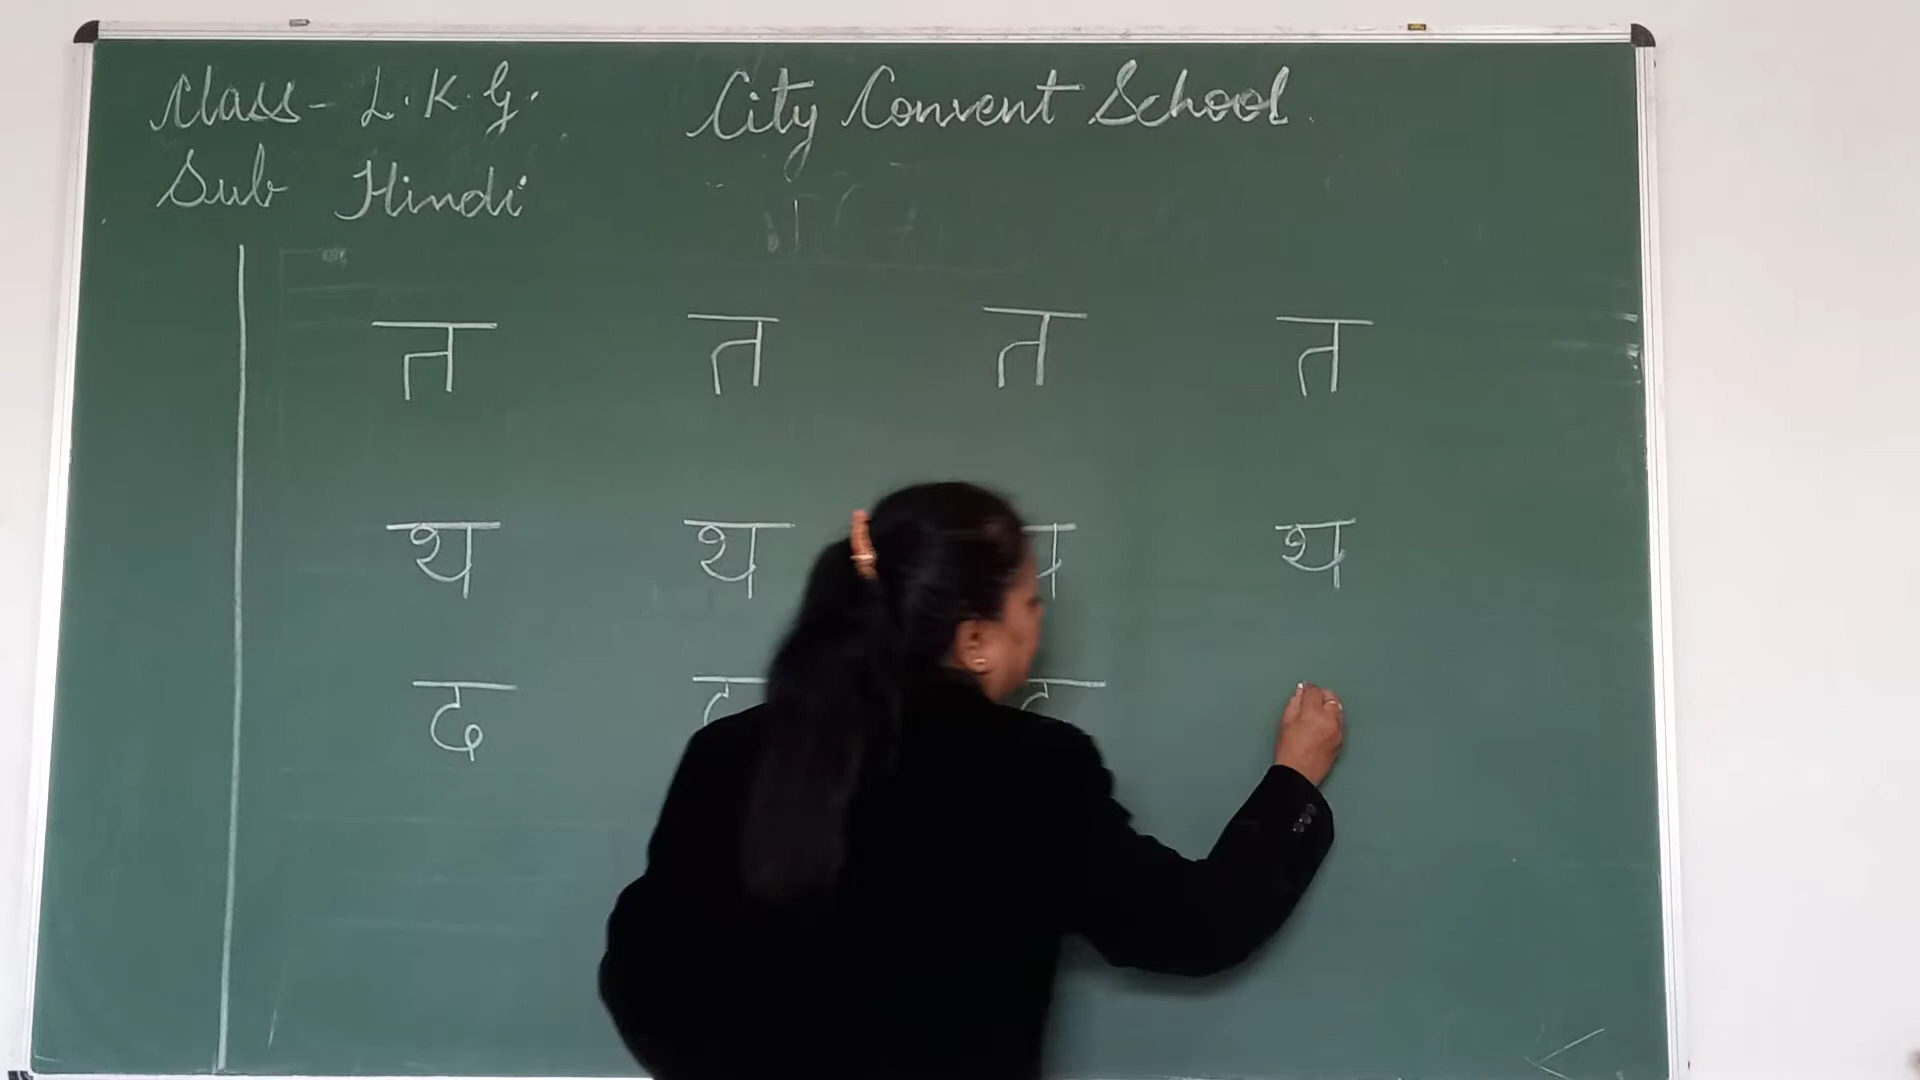 Class - L.K.G. City Convent School
Sub Hindi
त त त त
थ थ थ
द